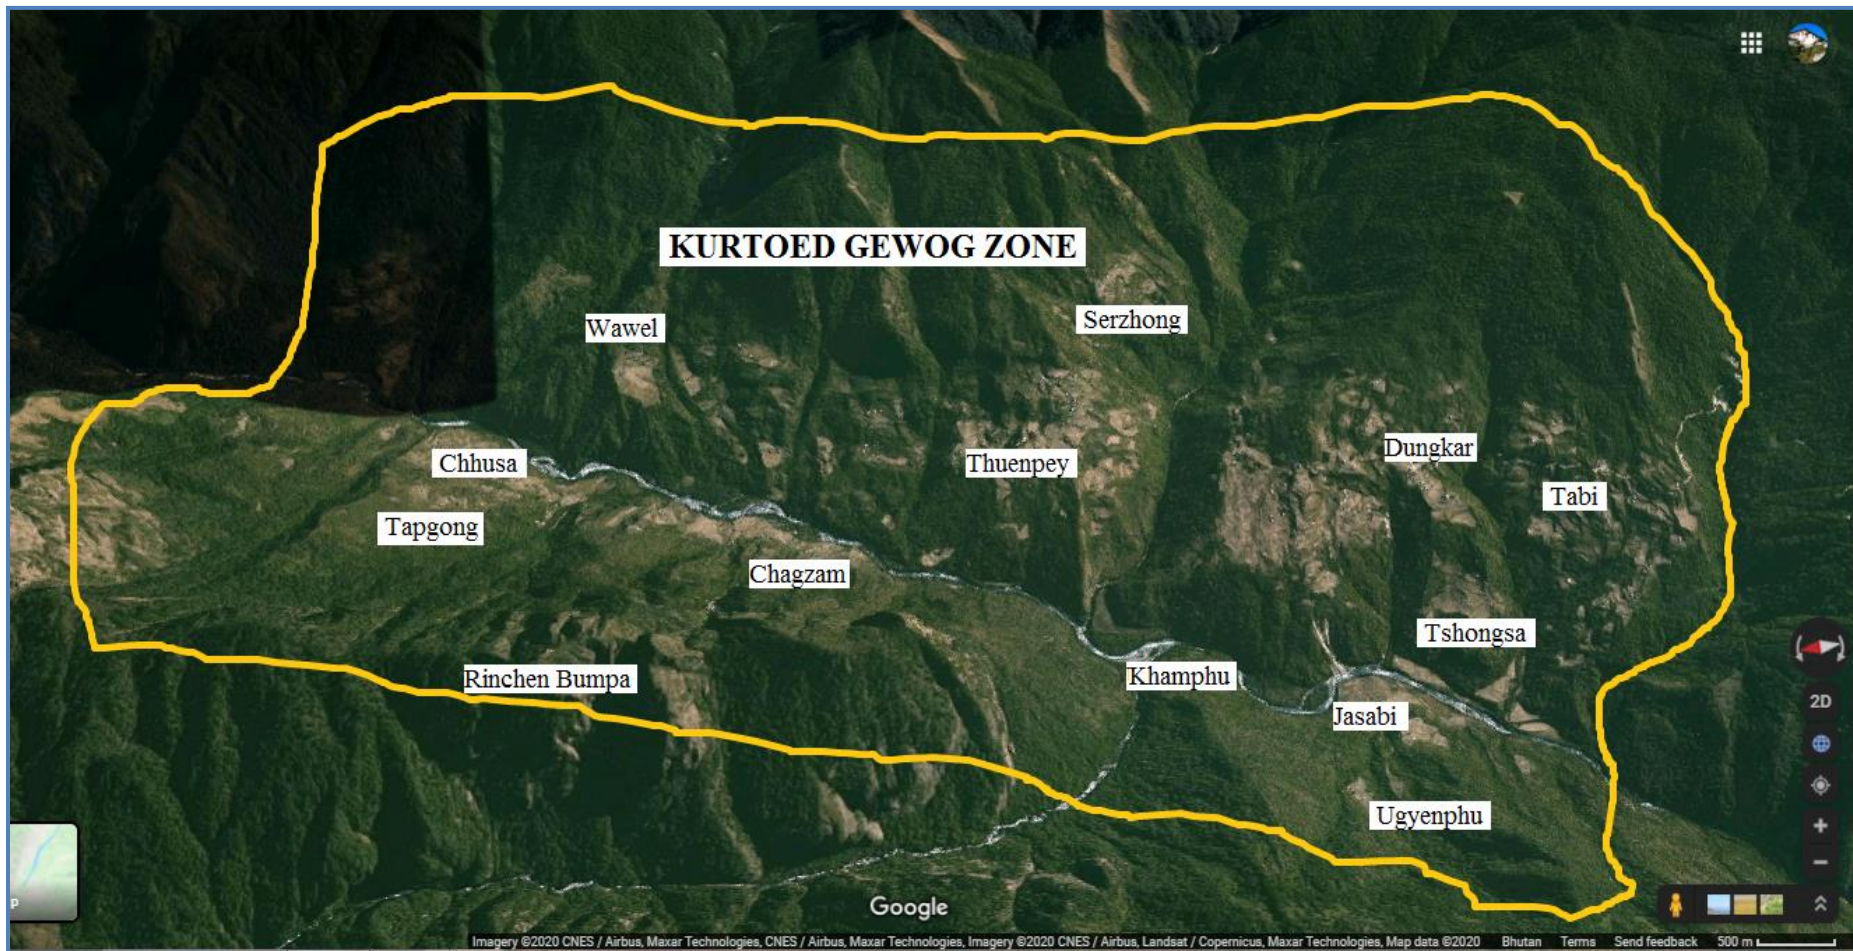 KURTOED GEWOG ZONE
Wawel
Serzhong
Chhusa
Thuenpey
Dungkar
Tabi
Tapgong
Chagzam
Tshongsa
Rinchen Bumpa
Khamphu
Jasabi
Ugyenphu
2D
P
Google
Imagery ©2020 CNES / Airbus, Maxar Technologies, CNES / Airbus, Maxar Technologies, Imagery ©2020 CNES / Airbus, Landsat / Copernicus, Maxar Technologies, Map data ©2020 Bhutan Terms Send feedback 500 m